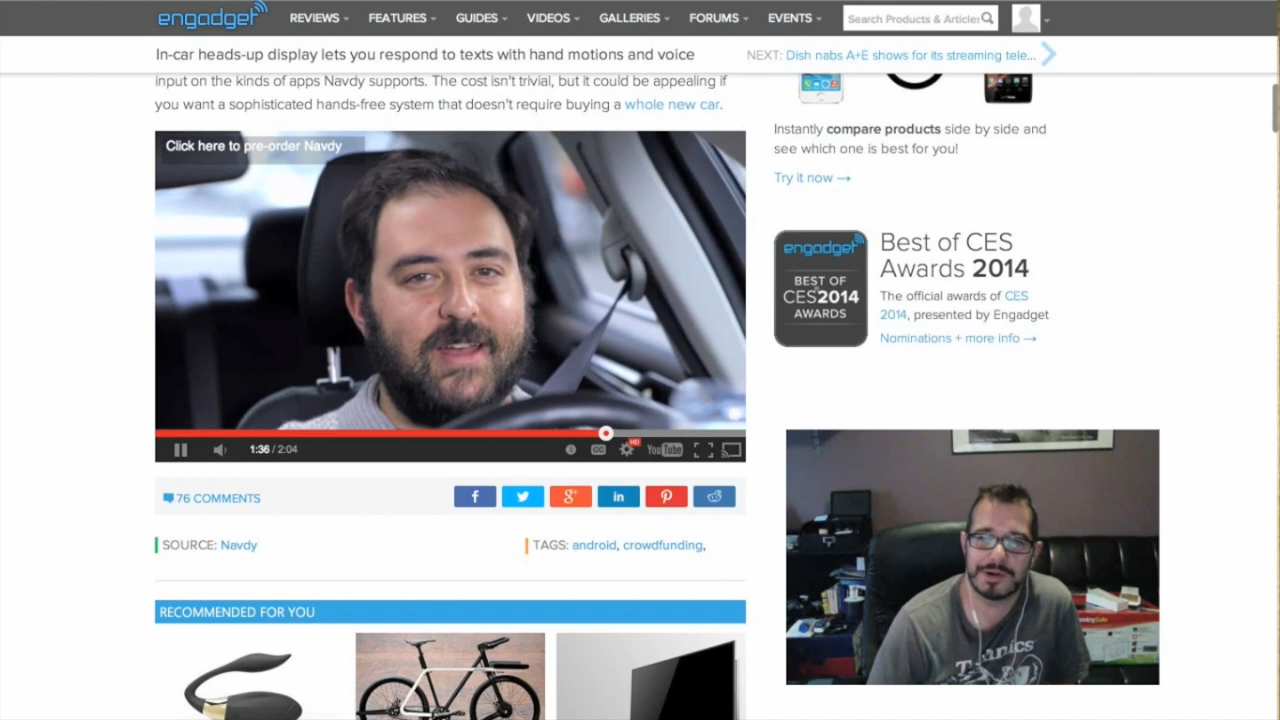 engadget
REVIEWS FEATURES GUIDES VIDEOS GALLERIES FORUMS EVENTS
Search Products & Articles
In-car heads-up display lets you respond to texts with hand motions and voice
NEXT: Dish nabs A+E shows for its streaming tele...
input on the kinds of apps Navdy supports. The cost isn't trivial, but it could be appealing if
you want a sophisticated hands-free system that doesn't require buying a whole new car.
Click here to pre-order Navdy
1:36 / 2:04
CC
HD
YouTube
76 COMMENTS
f
g+
in
SOURCE: Navdy
TAGS: android, crowdfunding,
RECOMMENDED FOR YOU
Instantly compare products side by side and
see which one is best for you!
Try it now →
engadget
BEST OF
CES2014
AWARDS
Best of CES
Awards 2014
The official awards of CES
2014, presented by Engadget
Nominations + more info →